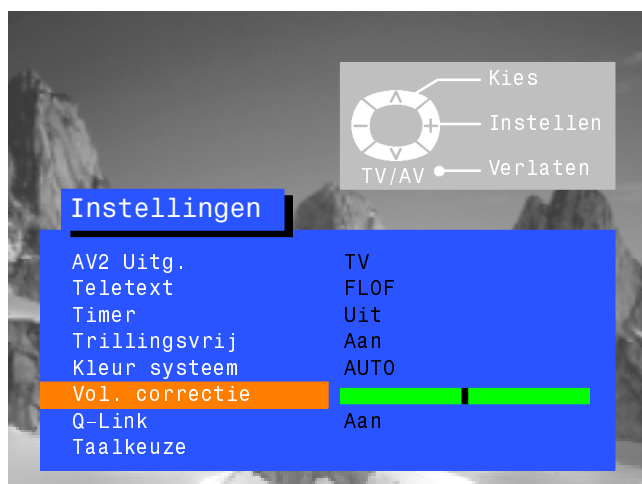 Kies
Instellen
TV/AV Verlaten
Instellingen
AV2 Uitg. TV
Teletext FLOF
Timer Uit
Trillingsvrij Aan
Kleur systeem AUTO
Vol. correctie
Q-Link Aan
Taalkeuze